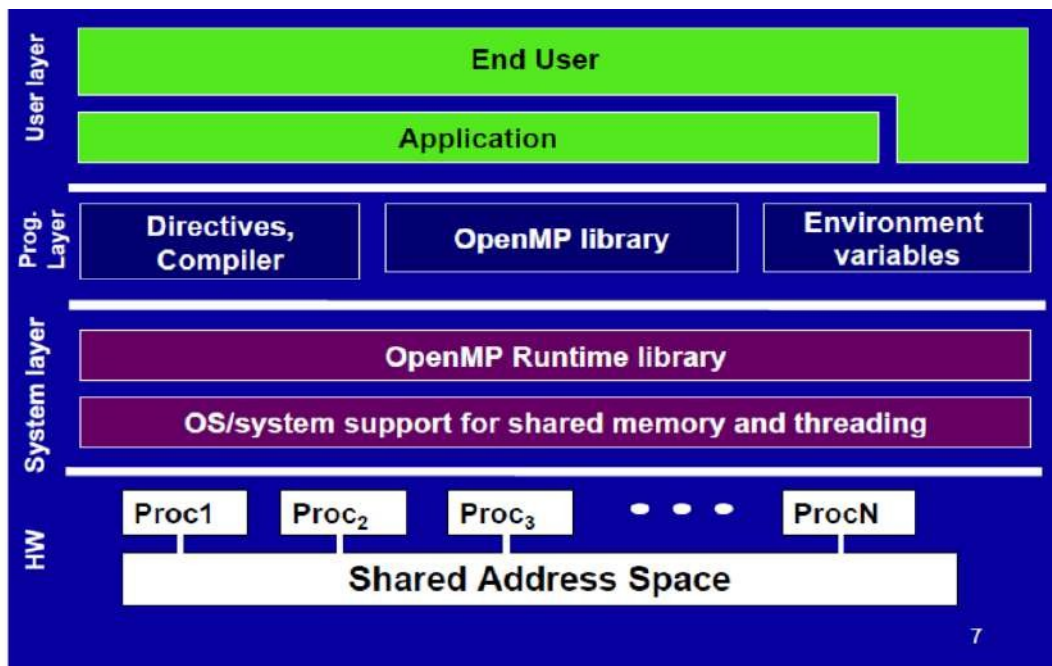 User layer
End User
Application
Prog.
Layer
Directives,
Compiler
OpenMP library
Environment
variables
System layer
OpenMP Runtime library
OS/system support for shared memory and threading
HW
Proc1
Proc₂
Proc₃
• • •
ProcN
Shared Address Space
7